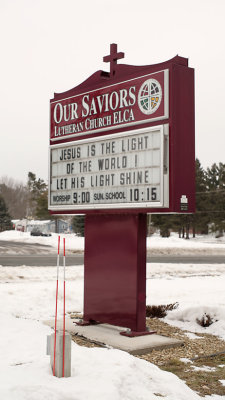 OUR SAVIORS
LUTHERAN CHURCH ELCA
JESUS IS THE LIGHT
OF THE WORLD !
LET HIS LIGHT SHINE
WORSHIP 9:00 SUN. SCHOOL 10:15